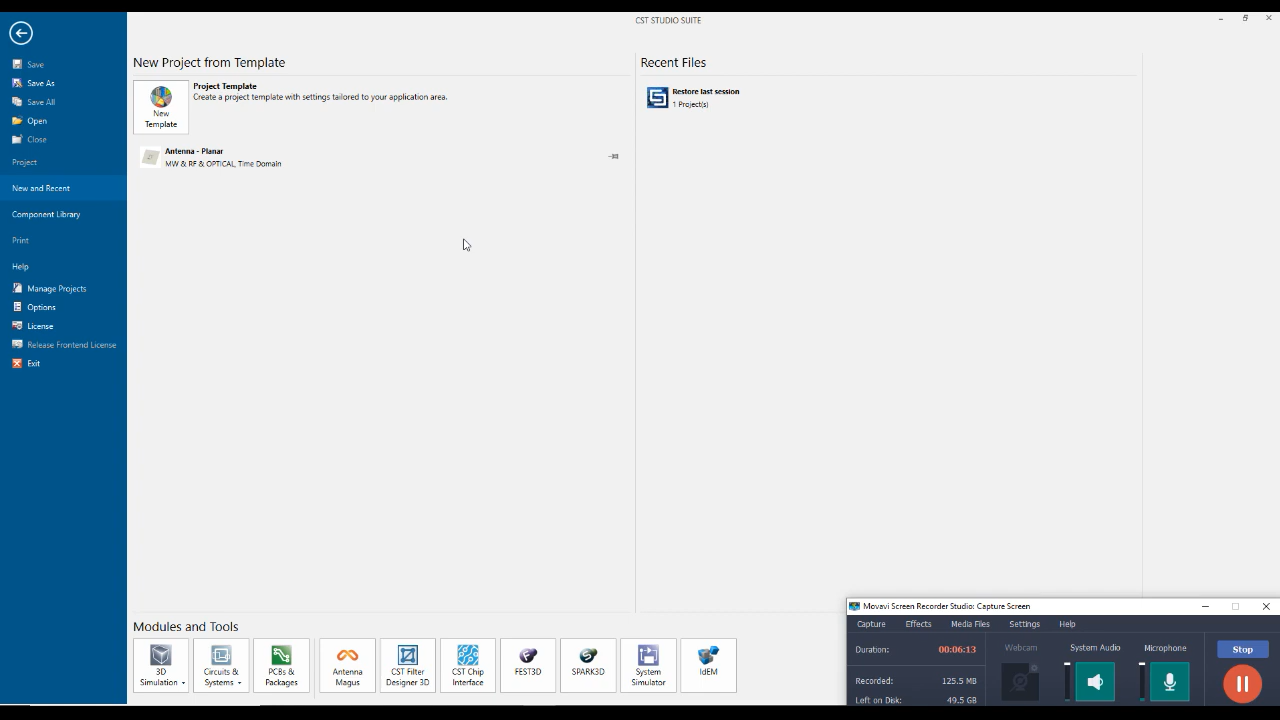 CST STUDIO SUITE
Save
Save As
Save All
Open
Close
Project
New and Recent
Component Library
Print
Help
Manage Projects
Options
License
Release Frontend License
Exit
New Project from Template
New
Template
Project Template
Create a project template with settings tailored to your application area.
Antenna - Planar
MW & RF & OPTICAL, Time Domain
Recent Files
Restore last session
1 Project(s)
Modules and Tools
3D
Simulation
Circuits &
Systems
PCBs &
Packages
Antenna
Magus
CST Filter
Designer 3D
CST Chip
Interface
FEST3D
SPARK3D
System
Simulator
IdEM
Movavi Screen Recorder Studio: Capture Screen
Capture Effects Media Files Settings Help
Duration: 00:06:13
Recorded: 125.5 MB
Left on Disk: 49.5 GB
Webcam
System Audio
Microphone
Stop